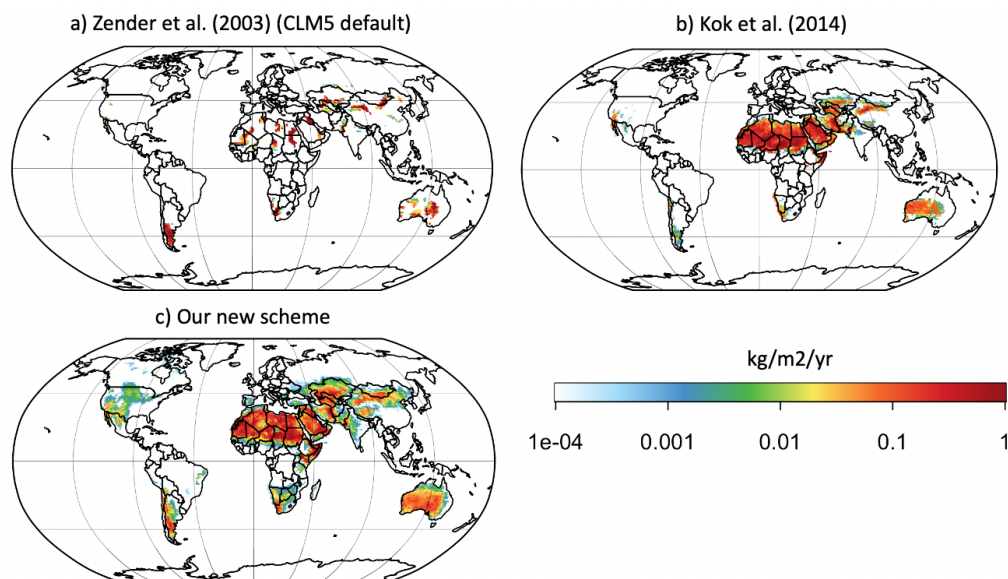 a) Zender et al. (2003) (CLM5 default)
b) Kok et al. (2014)
c) Our new scheme
kg/m2/yr
1e-04 0.001 0.01 0.1 1